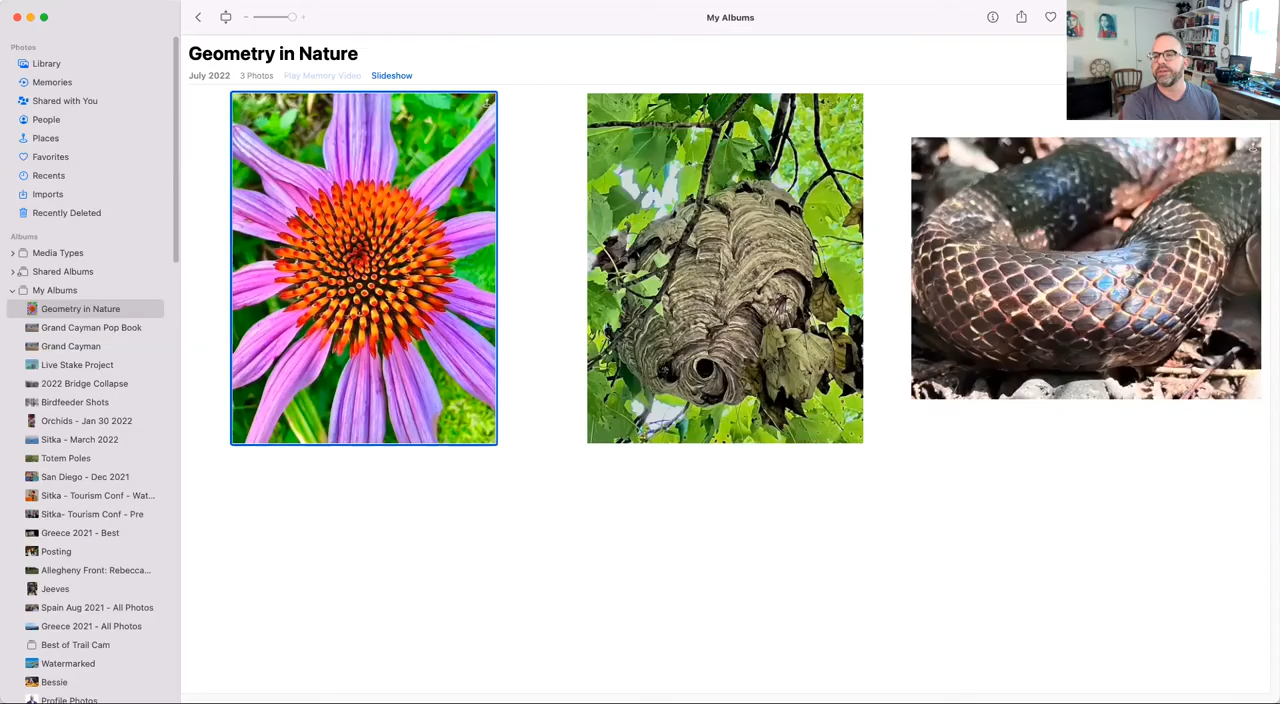 My Albums
Photos
Library
Memories
Shared with You
People
Places
Favorites
Recents
Imports
Recently Deleted
Albums
Media Types
Shared Albums
My Albums
Geometry in Nature
Grand Cayman Pop Book
Grand Cayman
Live Stake Project
2022 Bridge Collapse
Birdfeeder Shots
Orchids - Jan 30 2022
Sitka - March 2022
Totem Poles
San Diego - Dec 2021
Sitka - Tourism Conf - Wat...
Sitka- Tourism Conf - Pre
Greece 2021 - Best
Posting
Allegheny Front: Rebecca...
Jeeves
Spain Aug 2021 - All Photos
Greece 2021 - All Photos
Best of Trail Cam
Watermarked
Bessie
Profile Photos
Geometry in Nature
July 2022 3 Photos Play Memory Video Slideshow